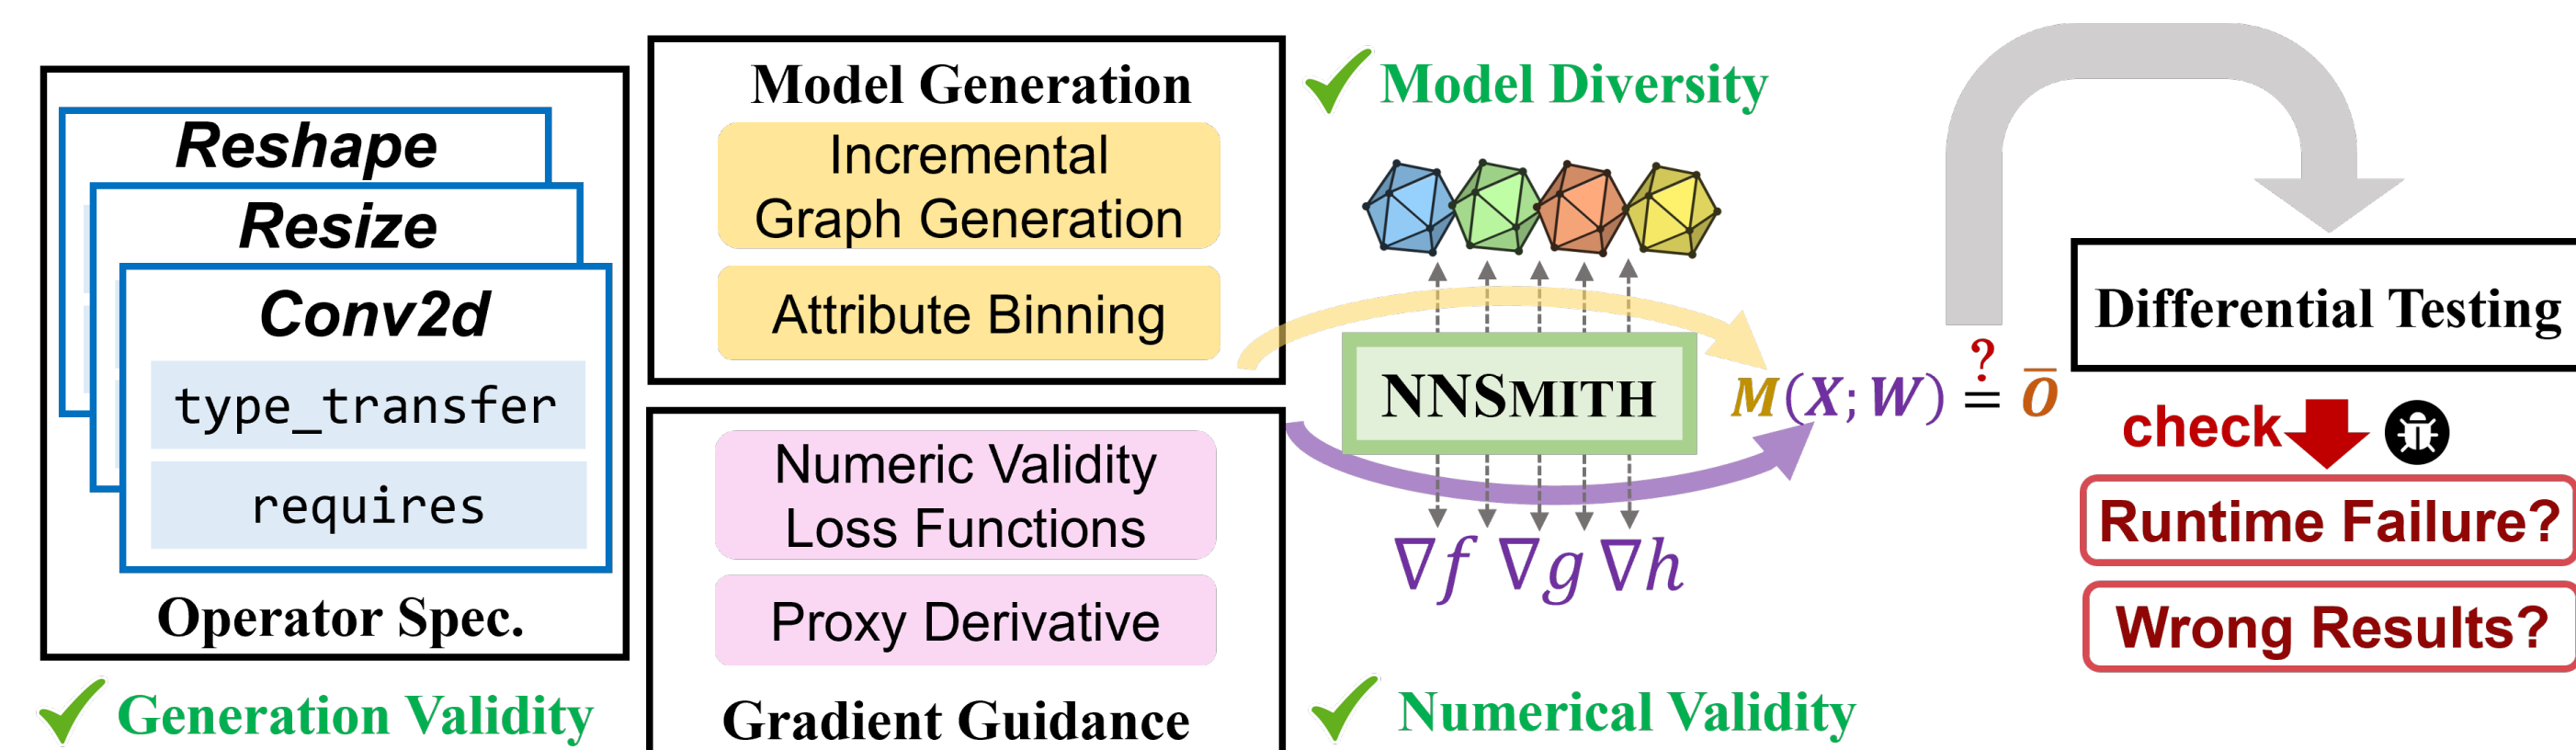 Reshape
Resize
Conv2d
type_transfer
requires
Operator Spec.
Generation Validity
Model Generation
Incremental
Graph Generation
Attribute Binning
Numeric Validity
Loss Functions
Proxy Derivative
Gradient Guidance
Model Diversity
NNSMITH
∇f ∇g ∇h
Numerical Validity
?
M(X; W) = O̅
Differential Testing
check
Runtime Failure?
Wrong Results?